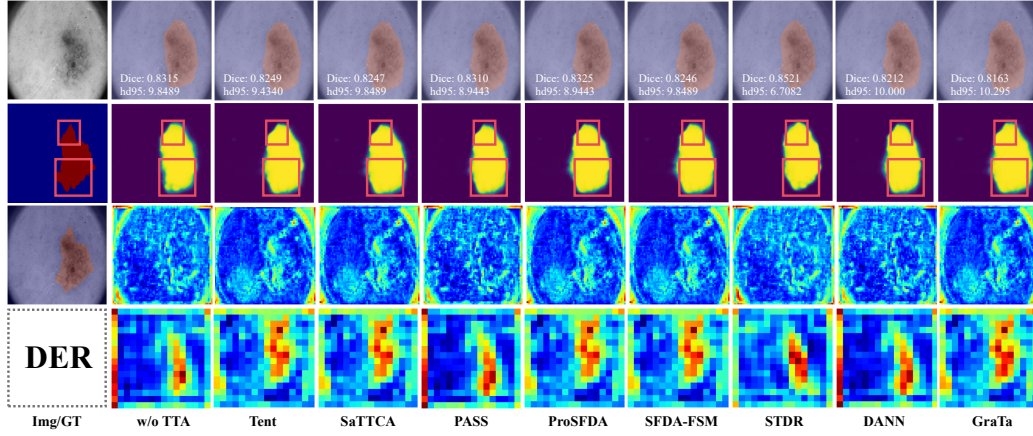 Dice: 0.8315
hd95: 9.8489
Dice: 0.8249
hd95: 9.4340
Dice: 0.8247
hd95: 9.8489
Dice: 0.8310
hd95: 8.9443
Dice: 0.8325
hd95: 8.9443
Dice: 0.8246
hd95: 9.8489
Dice: 0.8521
hd95: 6.7082
Dice: 0.8212
hd95: 10.000
Dice: 0.8163
hd95: 10.295
DER
Img/GT w/o TTA Tent SaTTCA PASS ProSFDA SFDA-FSM STDR DANN GraTa